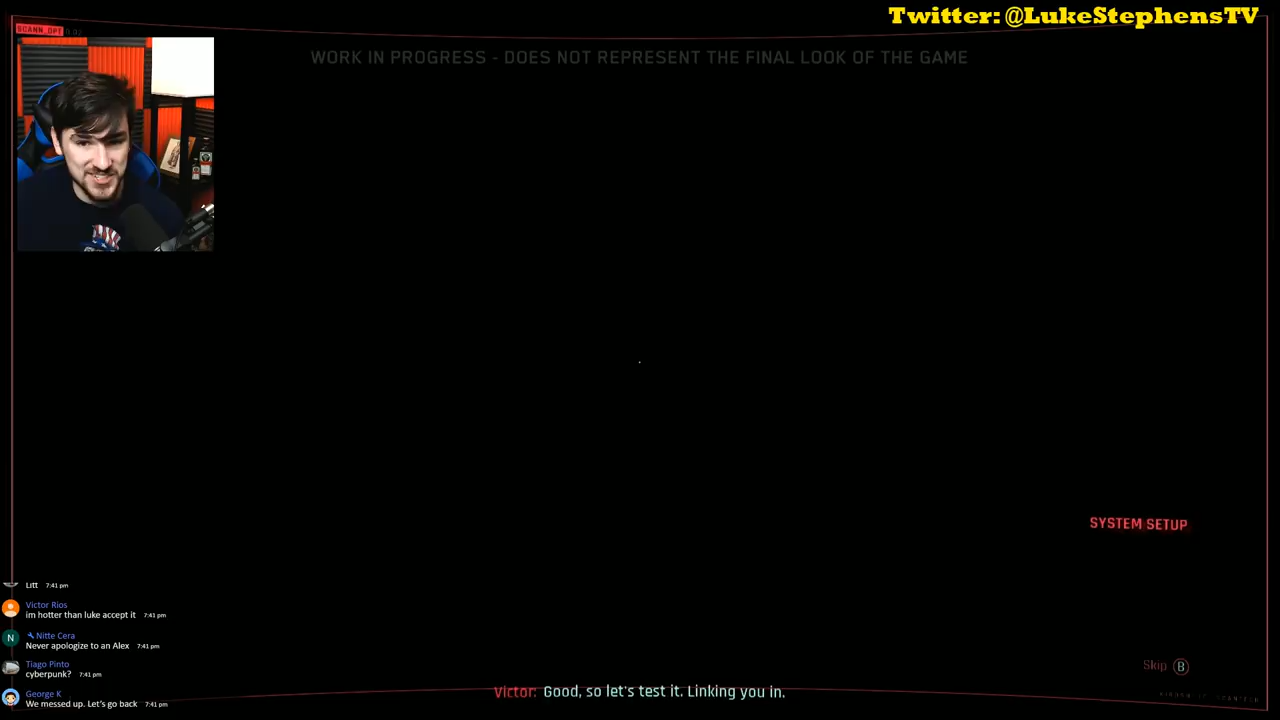 Twitter: @LukeStephensTV
SCANN_OPT
WORK IN PROGRESS - DOES NOT REPRESENT THE FINAL LOOK OF THE GAME
SYSTEM SETUP
Litt 7:41 pm
Victor Rios
im hotter than luke accept it 7:41 pm
N
Nitte Cera
Never apologize to an Alex 7:41 pm
Tiago Pinto
cyberpunk? 7:41 pm
George K
We messed up. Let's go back 7:41 pm
Skip B
Victor: Good, so let's test it. Linking you in.